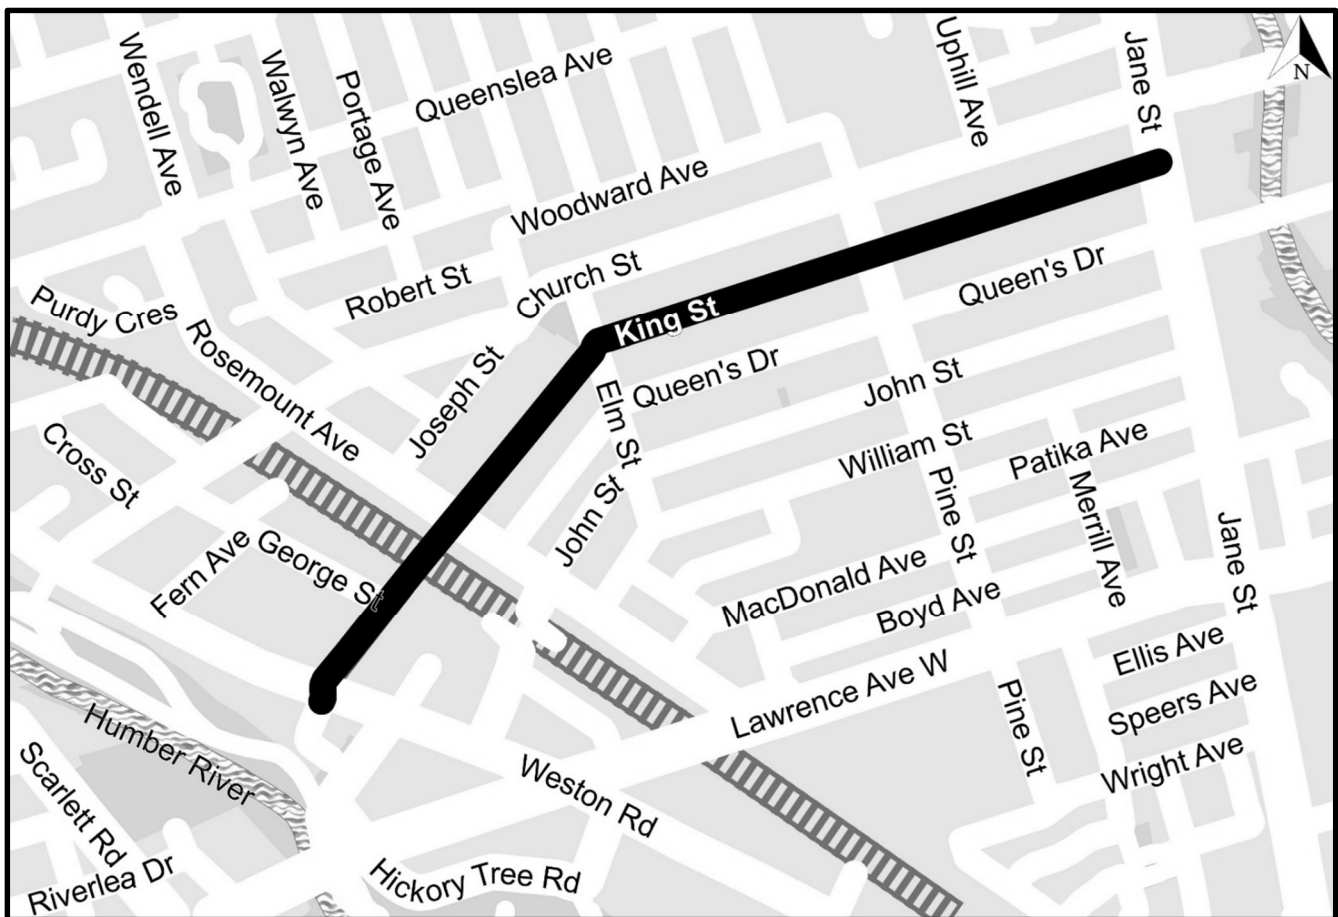 Wendell Ave
Walwyn Ave
Portage Ave
Queenslea Ave
Uphill Ave
Jane St
N
Woodward Ave
Robert St
Church St
Purdy Cres
Rosemount Ave
Joseph St
King St
Queen's Dr
Queen's Dr
Elm St
John St
Cross St
William St
Patika Ave
Pine St
Merrill Ave
John St
Fern Ave
George St
MacDonald Ave
Boyd Ave
Jane St
Ellis Ave
Lawrence Ave W
Speers Ave
Pine St
Wright Ave
Humber River
Scarlett Rd
Weston Rd
Riverlea Dr
Hickory Tree Rd